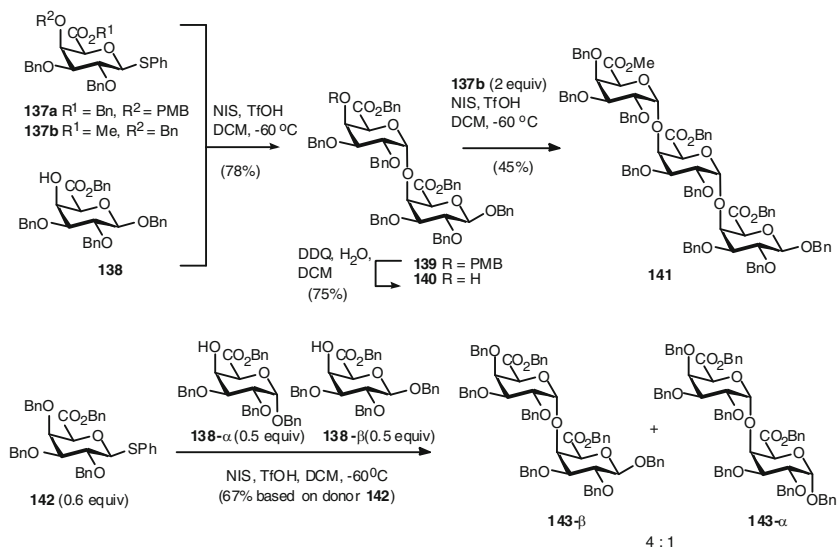 R²O
CO₂R¹
O
BnO
SPh
BnO
137a R¹ = Bn, R² = PMB
137b R¹ = Me, R² = Bn
HO
CO₂Bn
O
BnO
OBn
BnO
138
NIS, TfOH
DCM, -60 ºC
(78%)
RO
CO₂Bn
O
BnO
BnO
O
CO₂Bn
O
BnO
OBn
BnO
DDQ, H₂O,
DCM
(75%)
139 R = PMB
140 R = H
137b (2 equiv)
NIS, TfOH
DCM, -60 ºC
(45%)
BnO
CO₂Me
O
BnO
BnO
O
CO₂Bn
O
BnO
BnO
O
CO₂Bn
O
BnO
OBn
BnO
141
BnO
CO₂Bn
O
BnO
SPh
BnO
142 (0.6 equiv)
HO
CO₂Bn
O
BnO
BnO
OBn
138-α (0.5 equiv)
HO
CO₂Bn
O
BnO
OBn
BnO
138-β(0.5 equiv)
NIS, TfOH, DCM, -60⁰C
(67% based on donor 142)
BnO
CO₂Bn
O
BnO
BnO
O
CO₂Bn
O
BnO
OBn
BnO
143-β
+
BnO
CO₂Bn
O
BnO
BnO
O
CO₂Bn
O
BnO
BnO
OBn
143-α
4 : 1